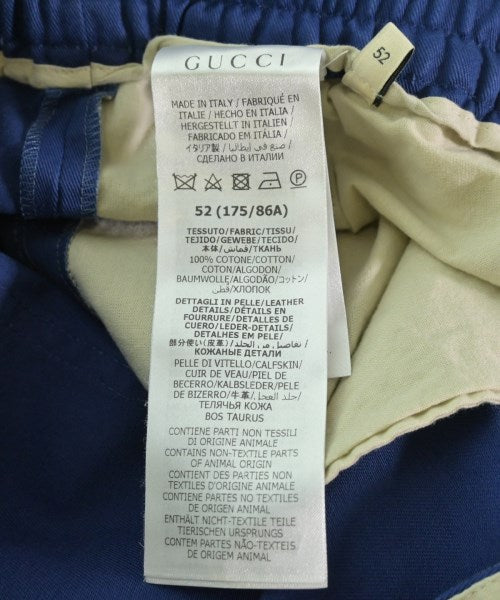 GUCCI
52
MADE IN ITALY / FABRIQUÉ EN
ITALIE / HECHO EN ITALIA /
HERGESTELLT IN ITALIEN /
FABRICADO EM ITÁLIA /
イタリア製 / صنع في ايطاليا /
СДЕЛАНО В ИТАЛИИ
52 (175/86A)
TESSUTO/FABRIC/TISSU/
TEJIDO/GEWEBE/TECIDO/
本体/قماش/ТКАНЬ
100% COTONE/COTTON/
COTON/ALGODON/
BAUMWOLLE/ALGODÃO/コットン/
قطن/ХЛОПОК
DETTAGLI IN PELLE/LEATHER
DETAILS/DÉTAILS EN
FOURRURE/DETALLES DE
CUERO/LEDER-DETAILS/
DETALHES EM PELE/
部分使い(皮革)/تفاصيل من الجلد/
КОЖАНЫЕ ДЕТАЛИ
PELLE DI VITELLO/CALFSKIN/
CUIR DE VEAU/PIEL DE
BECERRO/KALBSLEDER/PELE
DE BIZERRO/牛革/جلد العجل/
ТЕЛЯЧЬЯ КОЖА
BOS TAURUS
CONTIENE PARTI NON TESSILI
DI ORIGINE ANIMALE
CONTAINS NON-TEXTILE PARTS
OF ANIMAL ORIGIN
CONTIENT DES PARTIES NON
TEXTILES D'ORIGINE ANIMALE
CONTIENE PARTES NO TEXTILES
DE ORIGEN ANIMAL
ENTHÄLT NICHT-TEXTILE TEILE
TIERISCHEN URSPRUNGS
CONTEM PARTES NÃO TEXTEIS
DE ORIGEM ANIMAL